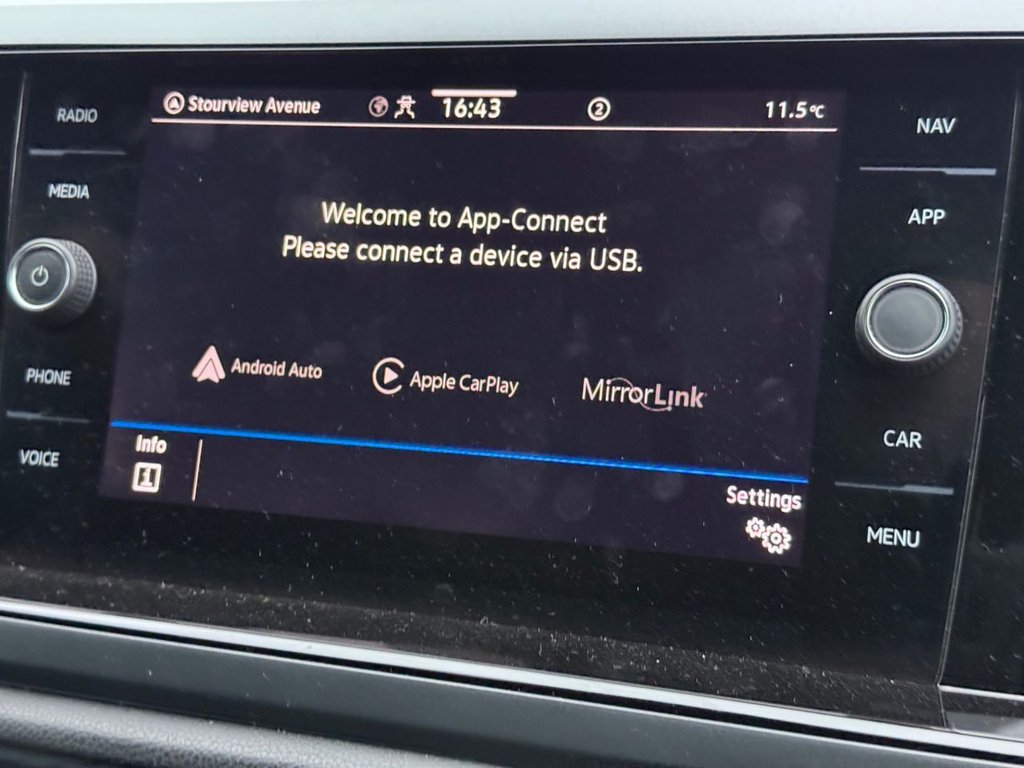 RADIO
MEDIA
PHONE
VOICE
Stourview Avenue 16:43 2 11.5°C
Welcome to App-Connect
Please connect a device via USB.
Android Auto Apple CarPlay MirrorLink
Info
Settings
NAV
APP
CAR
MENU